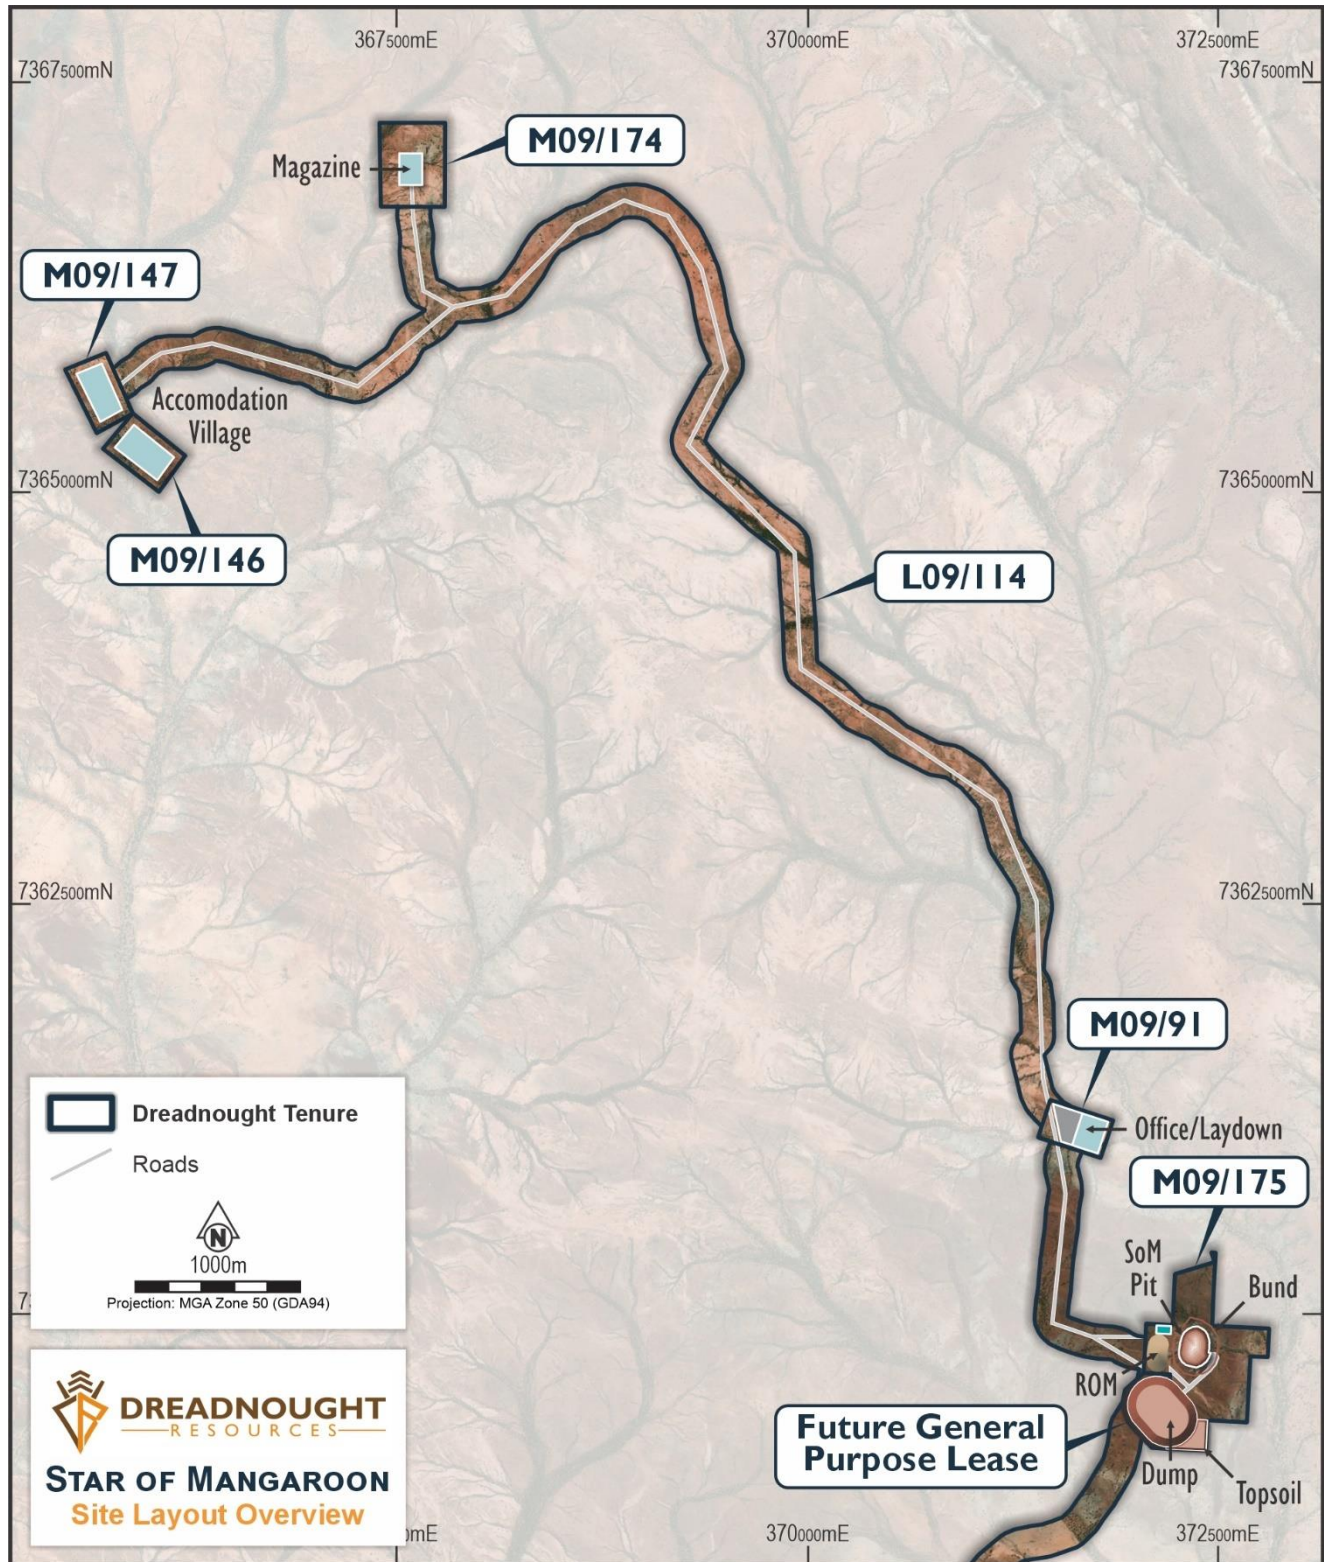 367500mE
370000mE
372500mE
7367500mN
7367500mN
M09/174
Magazine
M09/147
Accomodation
Village
7365000mN
7365000mN
M09/146
L09/114
7362500mN
7362500mN
M09/91
Office/Laydown
M09/175
SoM
Pit
Bund
ROM
Future General
Purpose Lease
Dump
Topsoil
Dreadnought Tenure
Roads
N
1000m
Projection: MGA Zone 50 (GDA94)
DREADNOUGHT
RESOURCES
STAR OF MANGAROON
Site Layout Overview
370000mE
372500mE